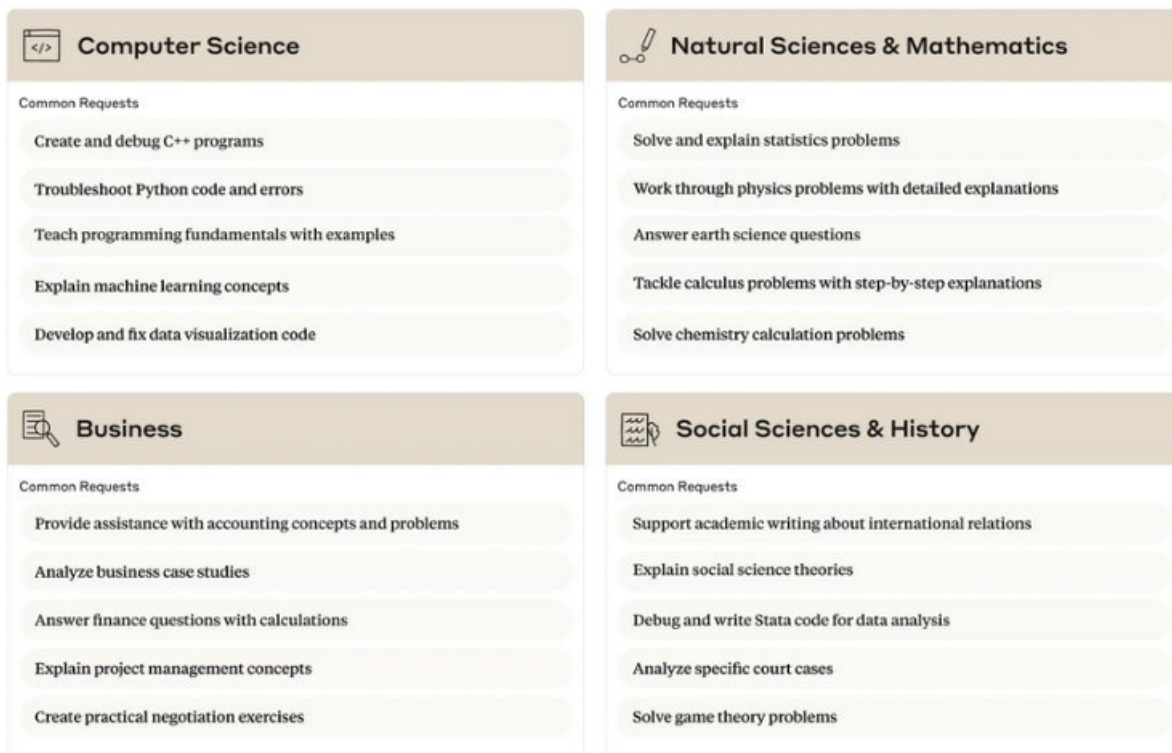 </>
Computer Science
Common Requests
Create and debug C++ programs
Troubleshoot Python code and errors
Teach programming fundamentals with examples
Explain machine learning concepts
Develop and fix data visualization code
Natural Sciences & Mathematics
Common Requests
Solve and explain statistics problems
Work through physics problems with detailed explanations
Answer earth science questions
Tackle calculus problems with step-by-step explanations
Solve chemistry calculation problems
Business
Common Requests
Provide assistance with accounting concepts and problems
Analyze business case studies
Answer finance questions with calculations
Explain project management concepts
Create practical negotiation exercises
Social Sciences & History
Common Requests
Support academic writing about international relations
Explain social science theories
Debug and write Stata code for data analysis
Analyze specific court cases
Solve game theory problems